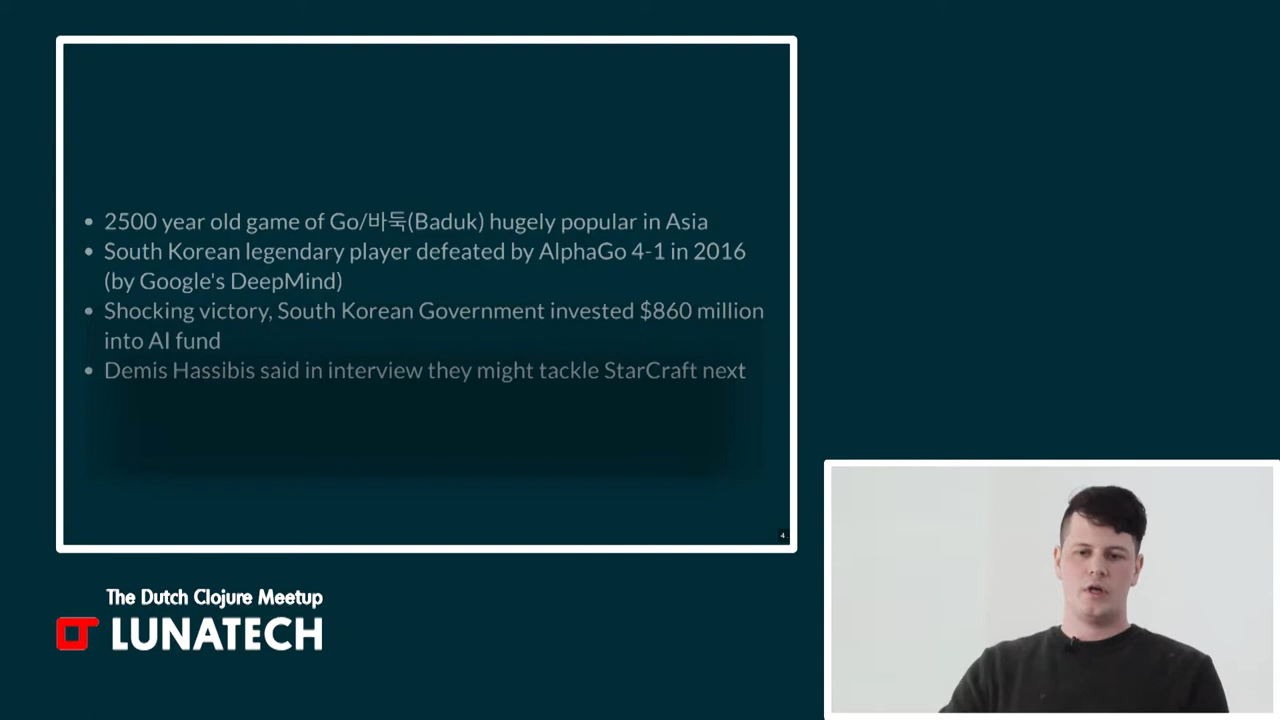 • 2500 year old game of Go/바둑(Baduk) hugely popular in Asia
• South Korean legendary player defeated by AlphaGo 4-1 in 2016
(by Google's DeepMind)
• Shocking victory, South Korean Government invested $860 million
into AI fund
• Demis Hassibis said in interview they might tackle StarCraft next
4
The Dutch Clojure Meetup
LUNATECH